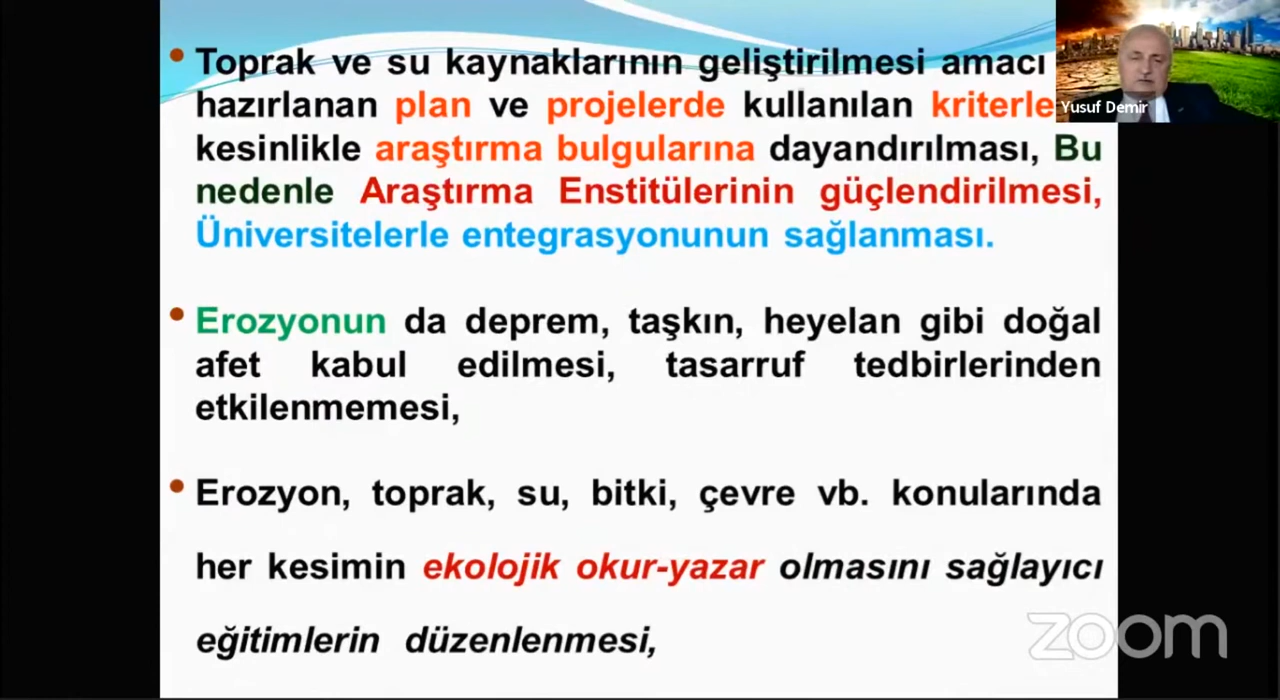 • Toprak ve su kaynaklarının geliştirilmesi amacı
hazırlanan plan ve projelerde kullanılan kriterle
kesinlikle araştırma bulgularına dayandırılması, Bu
nedenle Araştırma Enstitülerinin güçlendirilmesi,
Üniversitelerle entegrasyonunun sağlanması.
• Erozyonun da deprem, taşkın, heyelan gibi doğal
afet kabul edilmesi, tasarruf tedbirlerinden
etkilenmemesi,
• Erozyon, toprak, su, bitki, çevre vb. konularında
her kesimin ekolojik okur-yazar olmasını sağlayıcı
eğitimlerin düzenlenmesi,
Yusuf Demir
zoom